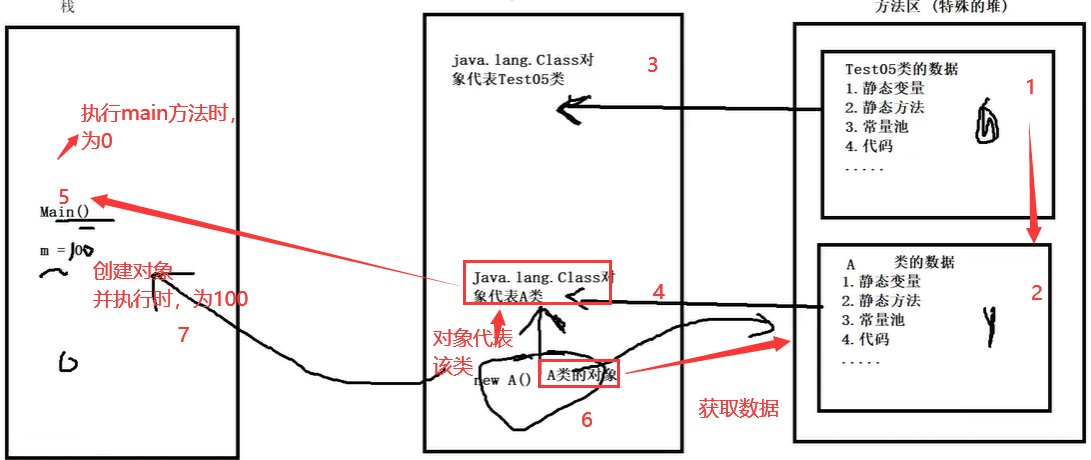 栈
方法区 (特殊的堆)
执行main方法时，
为0
5
Main()
m = 100
创建对象
并执行时，为100
7
java.lang.Class对
象代表Test05类
3
Java.lang.Class对
象代表A类
4
对象代表
该类
new A()
A类的对象
6
获取数据
Test05类的数据
1.静态变量
2.静态方法
3.常量池
4.代码
.....
1
A 类的数据
1.静态变量
2.静态方法
3.常量池
4.代码
.....
2